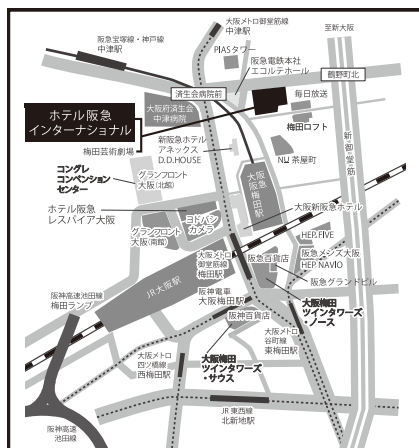 大阪メトロ御堂筋線
中津駅
阪急宝塚線・神戸線
中津駅
至新大阪
PIASタワー
阪急電鉄本社
エコルテホール
鶴野町北
済生会病院前
大阪府済生会
中津病院
毎日放送
ホテル阪急
インターナショナル
梅田ロフト
新御堂筋
梅田芸術劇場
新阪急ホテル
アネックス
D.D.HOUSE
NU 茶屋町
コングレ
コンベンション
センター
グランフロント
大阪(北館)
大阪
阪急
梅田駅
ホテル阪急
レスパイア大阪
ヨドバシ
カメラ
大阪新阪急ホテル
グランフロント
大阪(南館)
HEP FIVE
大阪メトロ
御堂筋線
梅田駅
阪急百貨店
阪急メンズ大阪
HEP NAVIO
阪急グランドビル
JR大阪駅
阪神電車
大阪梅田駅
阪神高速池田線
梅田ランプ
大阪梅田
ツインタワーズ
・ノース
阪神百貨店
大阪メトロ
谷町線
東梅田駅
大阪メトロ
四ツ橋線
西梅田駅
大阪梅田
ツインタワーズ
・サウス
JR 東西線
北新地駅
阪神高速
池田線